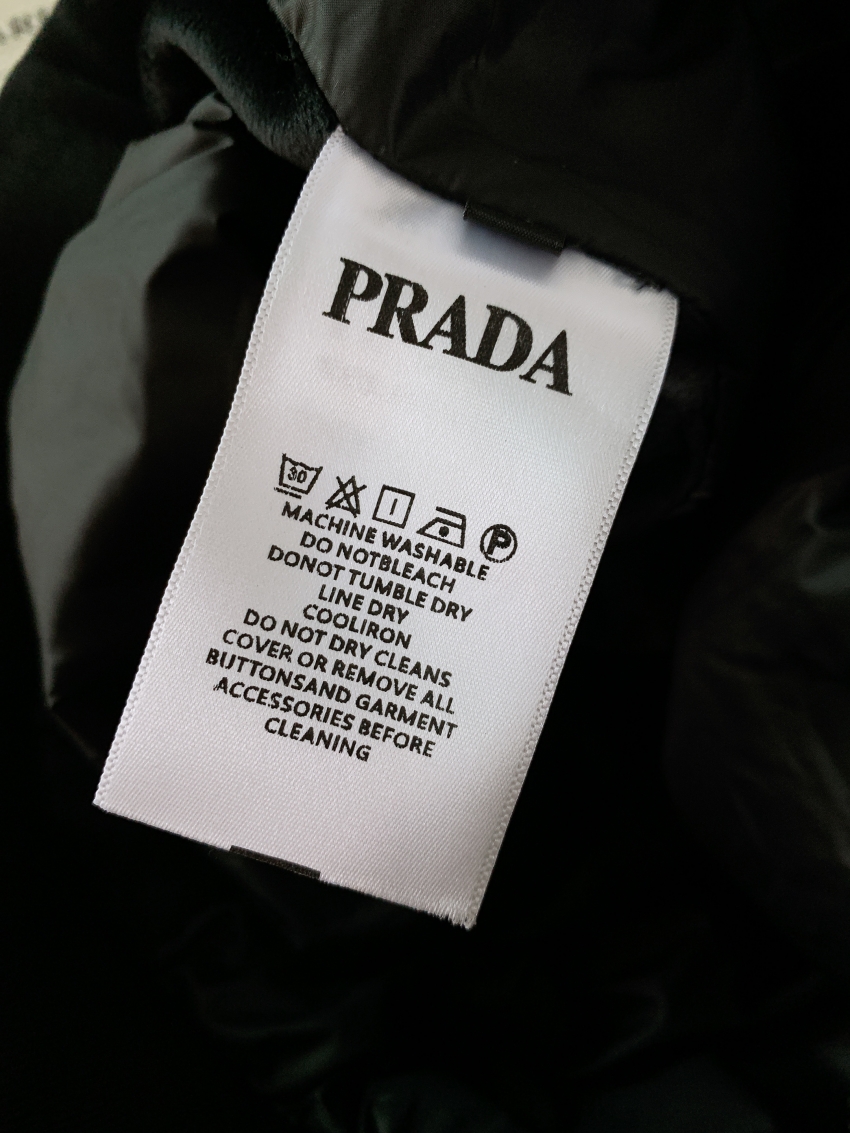 PRADA
30
P
MACHINE WASHABLE
DO NOTBLEACH
DONOT TUMBLE DRY
LINE DRY
COOLIRON
DO NOT DRY CLEANS
COVER OR REMOVE ALL
BUTTONSAND GARMENT
ACCESSORIES BEFORE
CLEANING